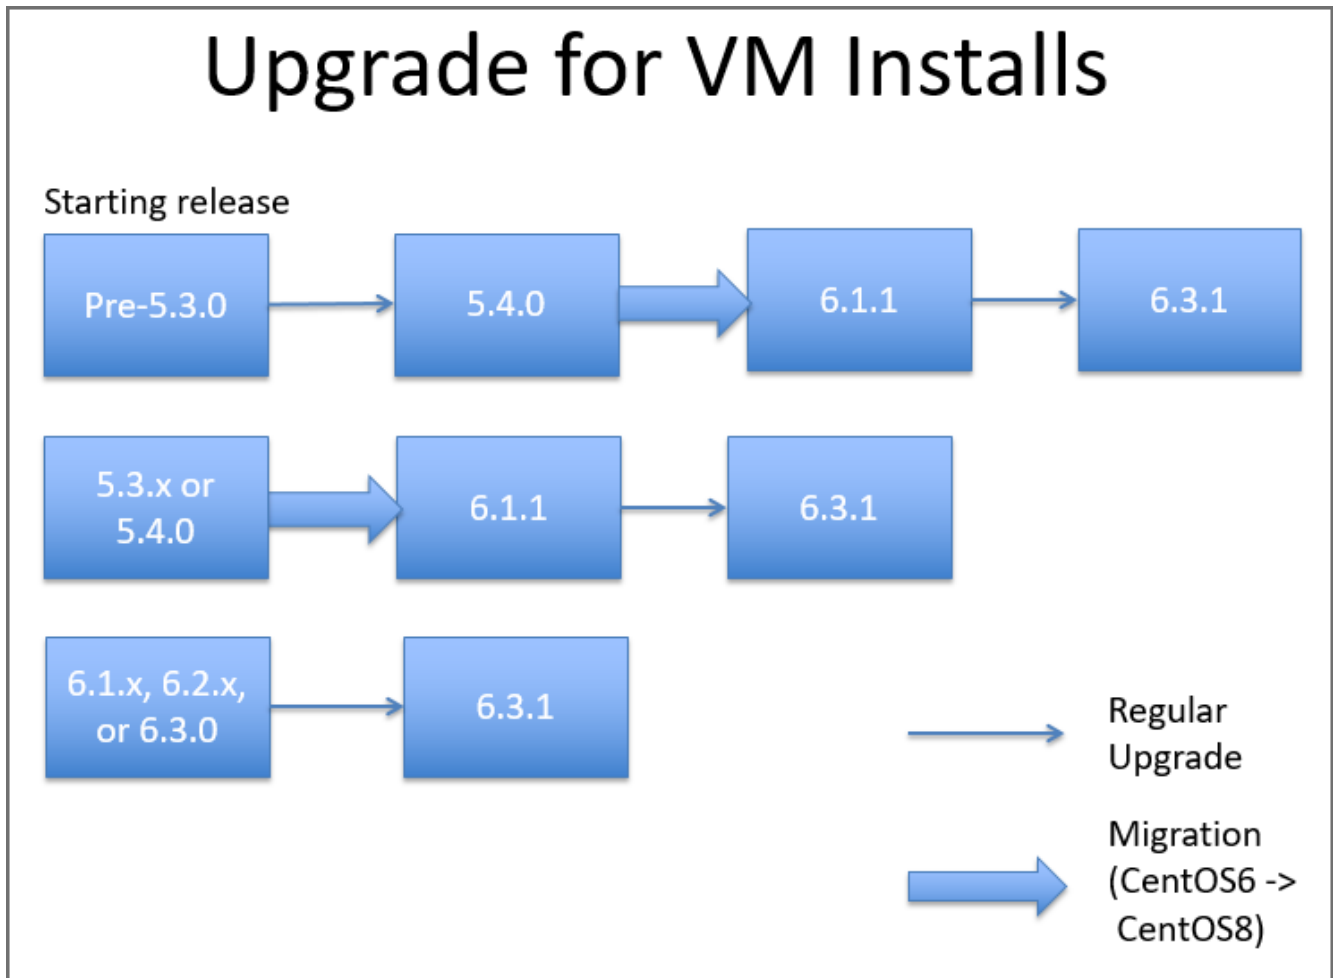 Upgrade for VM Installs
Starting release
Pre-5.3.0
5.4.0
6.1.1
6.3.1
5.3.x or
5.4.0
6.1.1
6.3.1
6.1.x, 6.2.x,
or 6.3.0
6.3.1
Regular
Upgrade
Migration
(CentOS6 ->
CentOS8)